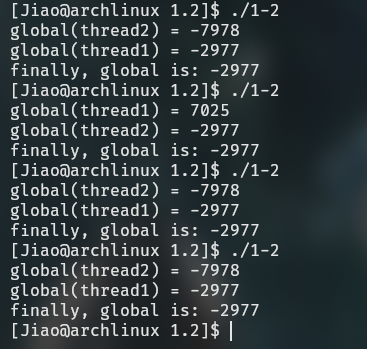 [Jiao@archlinux 1.2]$ ./1-2
global(thread2) = -7978
global(thread1) = -2977
finally, global is: -2977
[Jiao@archlinux 1.2]$ ./1-2
global(thread1) = 7025
global(thread2) = -2977
finally, global is: -2977
[Jiao@archlinux 1.2]$ ./1-2
global(thread2) = -7978
global(thread1) = -2977
finally, global is: -2977
[Jiao@archlinux 1.2]$ ./1-2
global(thread2) = -7978
global(thread1) = -2977
finally, global is: -2977
[Jiao@archlinux 1.2]$